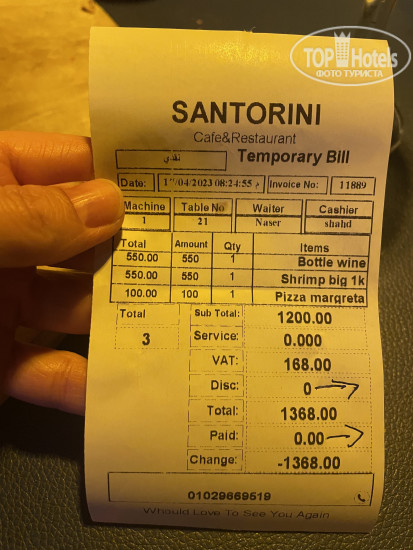 TOP Hotels
ФОТО ТУРИСТА
SANTORINI
Cafe&Restaurant
نقدي Temporary Bill
Date: /04/2023 08:24:55 م Invoice No: 11889
Machine Table No Waiter Cashier
1 21 Naser shahd
Total Amount Qty Items
550.00 550 1 Bottle wine
550.00 550 1 Shrimp big 1k
100.00 100 1 Pizza margreta
Total Sub Total: 1200.00
3 Service: 0.000
VAT: 168.00
Disc: 0
Total: 1368.00
Paid: 0.00
Change: -1368.00
01029669519
Whould Love To See You Again